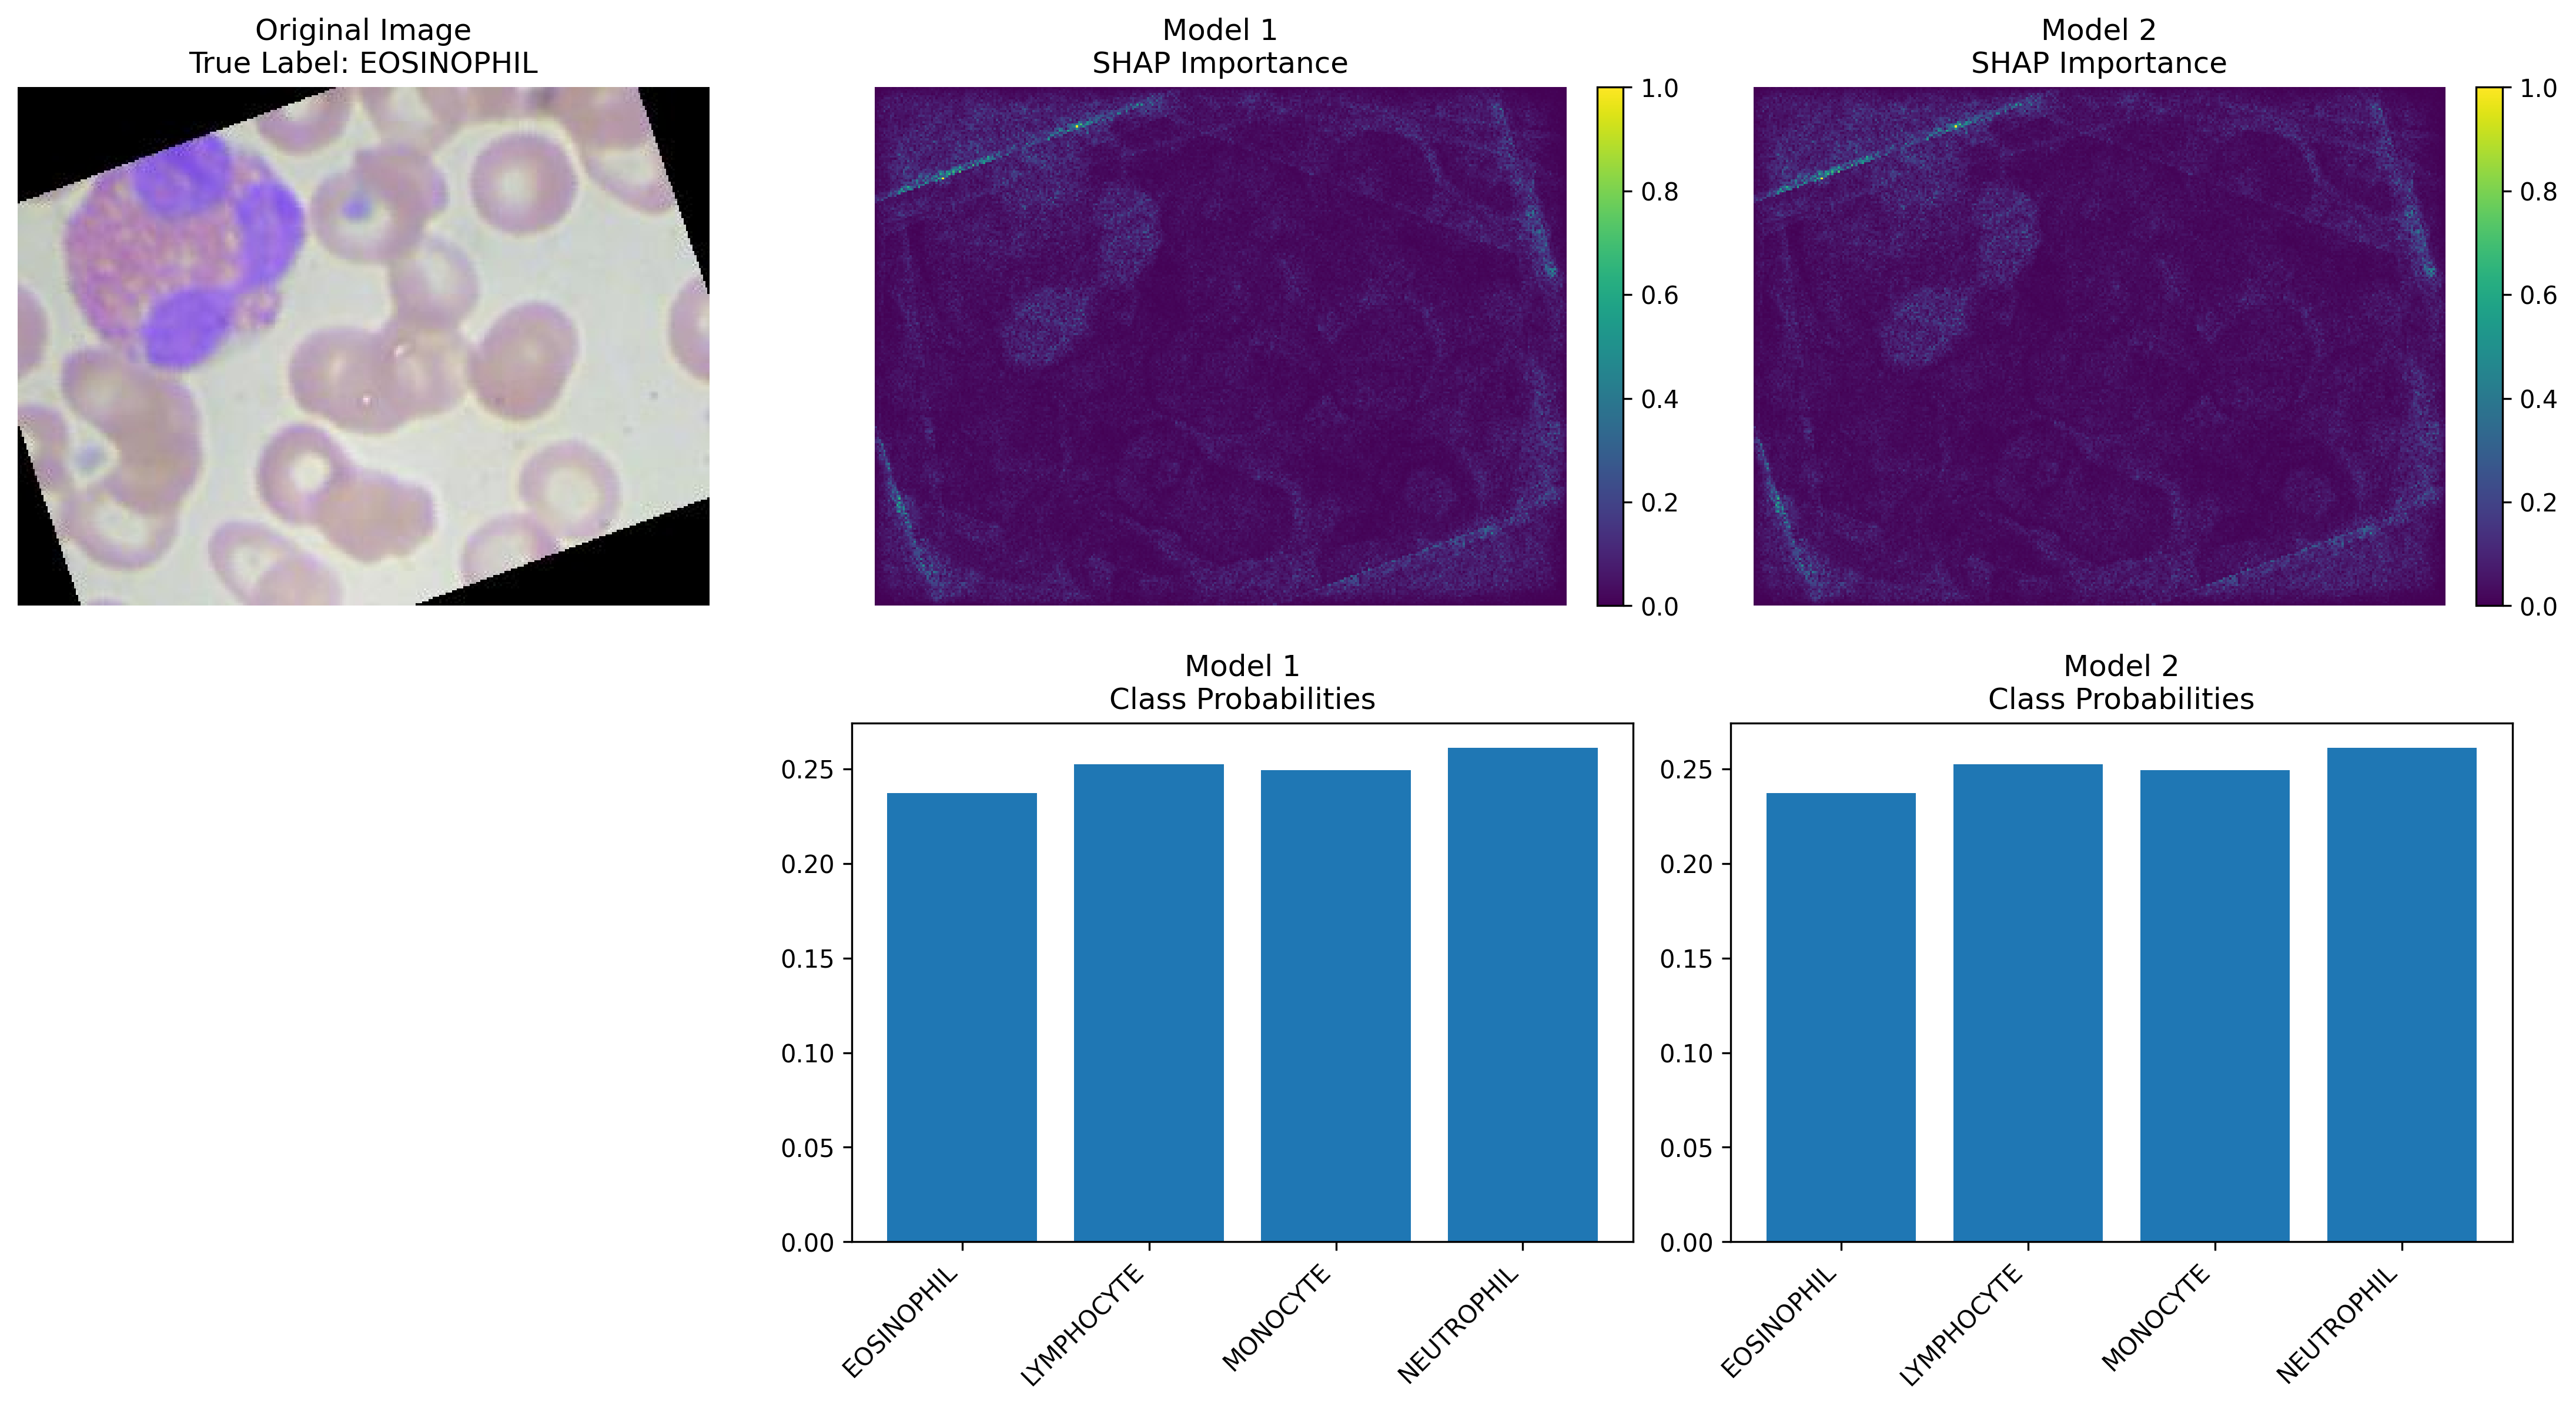 Original Image
True Label: EOSINOPHIL
Model 1
SHAP Importance
1.0
0.8
0.6
0.4
0.2
0.0
Model 2
SHAP Importance
1.0
0.8
0.6
0.4
0.2
0.0
Model 1
Class Probabilities
0.25
0.20
0.15
0.10
0.05
0.00
EOSINOPHIL
LYMPHOCYTE
MONOCYTE
NEUTROPHIL
Model 2
Class Probabilities
0.25
0.20
0.15
0.10
0.05
0.00
EOSINOPHIL
LYMPHOCYTE
MONOCYTE
NEUTROPHIL